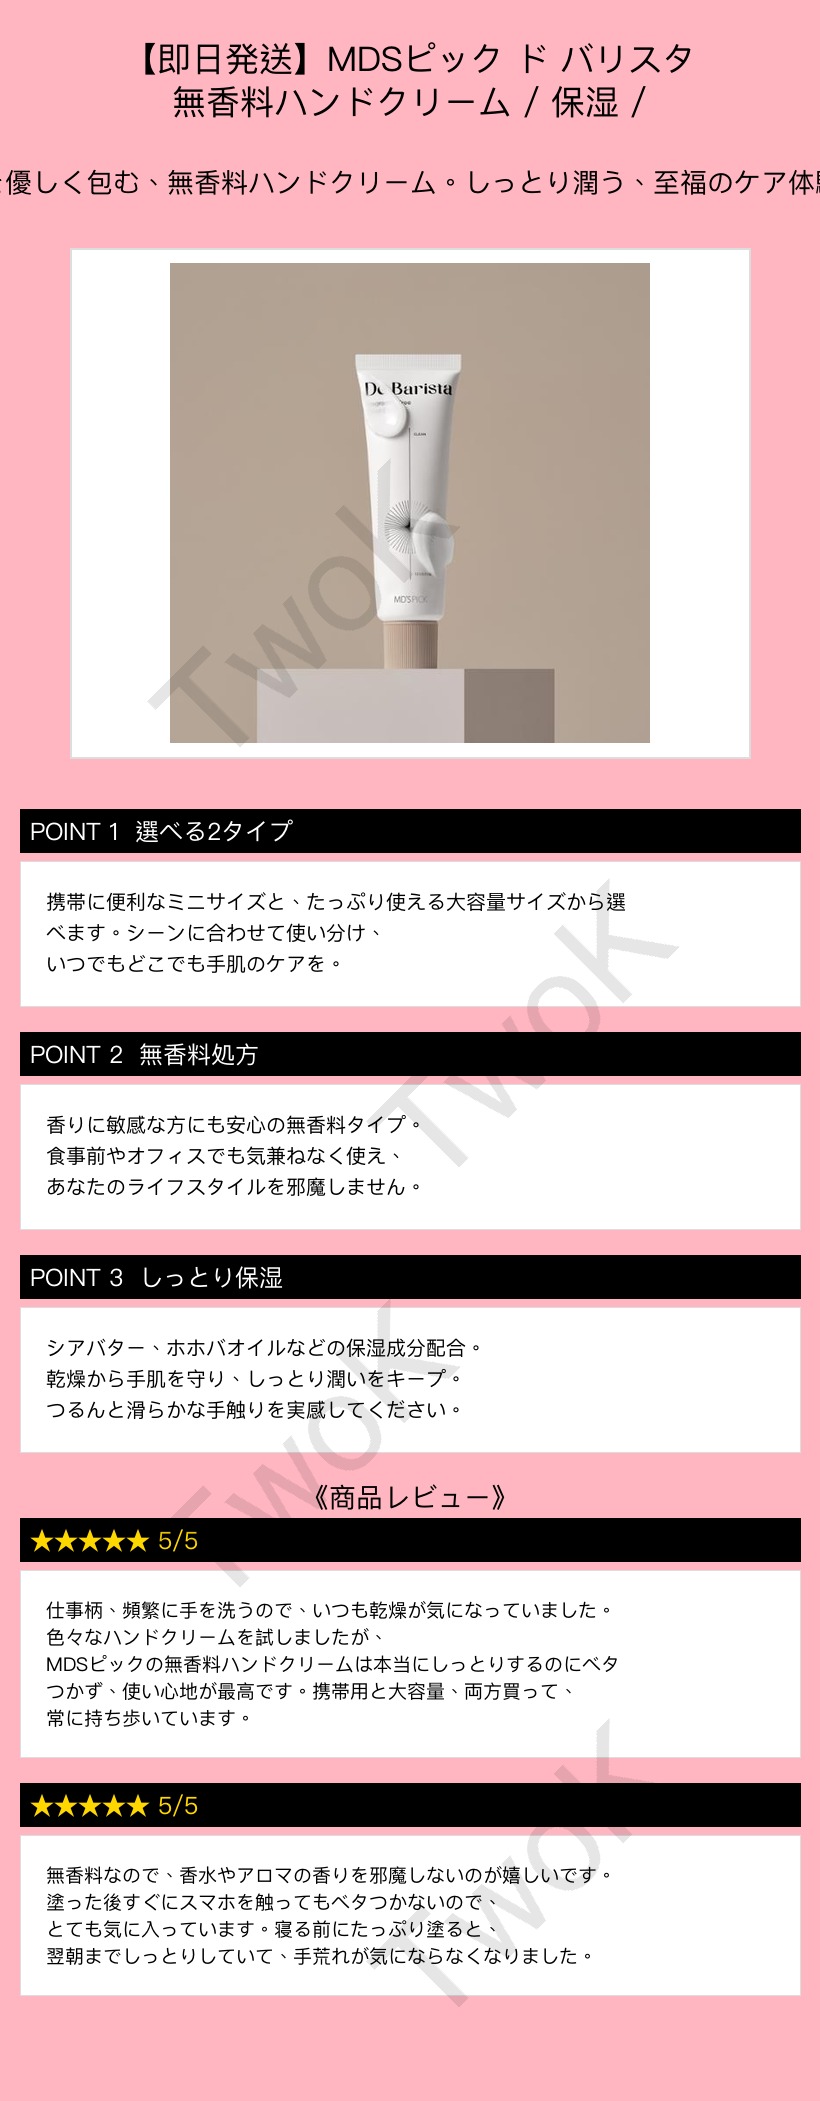 【即日発送】MDSピック ド バリスタ
無香料ハンドクリーム / 保湿 /
優しく包む、無香料ハンドクリーム。しっとり潤う、至福のケア体
De Barista
CLEAN
MD'S PICK
TwoK
POINT 1 選べる2タイプ
携帯に便利なミニサイズと、たっぷり使える大容量サイズから選
べます。シーンに合わせて使い分け、
いつでもどこでも手肌のケアを。
TwoK
POINT 2 無香料処方
香りに敏感な方にも安心の無香料タイプ。
食事前やオフィスでも気兼ねなく使え、
あなたのライフスタイルを邪魔しません。
POINT 3 しっとり保湿
シアバター、ホホバオイルなどの保湿成分配合。
乾燥から手肌を守り、しっとり潤いをキープ。
つるんと滑らかな手触りを実感してください。
TwoK
《商品レビュー》
★★★★★ 5/5
仕事柄、頻繁に手を洗うので、いつも乾燥が気になっていました。
色々なハンドクリームを試しましたが、
MDSピックの無香料ハンドクリームは本当にしっとりするのにベタ
つかず、使い心地が最高です。携帯用と大容量、両方買って、
常に持ち歩いています。
★★★★★ 5/5
無香料なので、香水やアロマの香りを邪魔しないのが嬉しいです。
塗った後すぐにスマホを触ってもベタつかないので、
とても気に入っています。寝る前にたっぷり塗ると、
翌朝までしっとりしていて、手荒れが気にならなくなりました。
TwoK